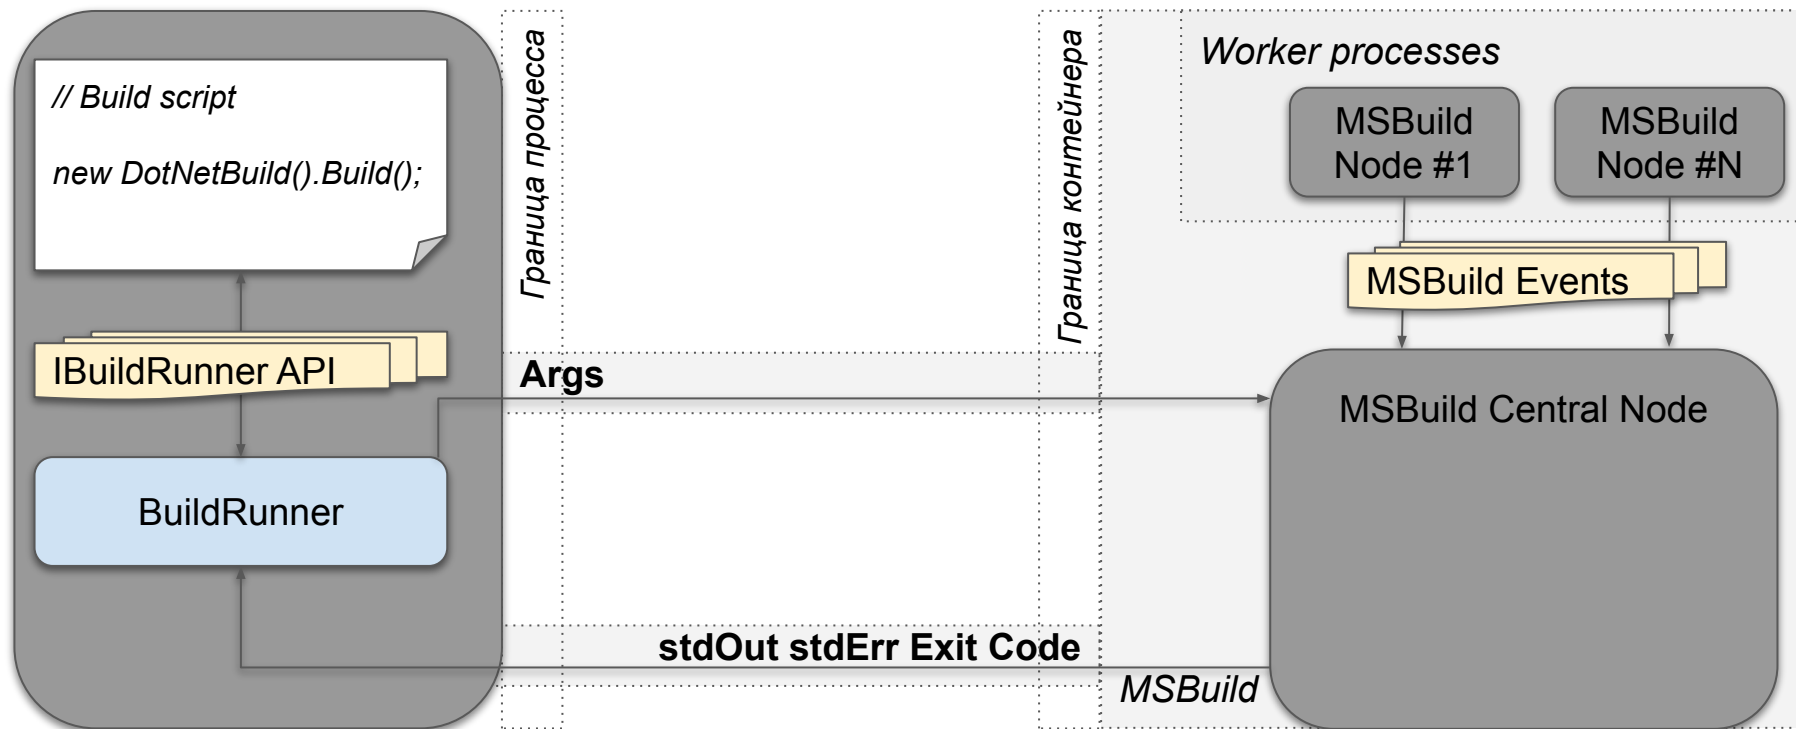 // Build script
new DotNetBuild().Build();
IBuildRunner API
BuildRunner
Граница процесса
Args
stdOut stdErr Exit Code
Граница контейнера
Worker processes
MSBuild
Node #1
MSBuild
Node #N
MSBuild Events
MSBuild Central Node
MSBuild